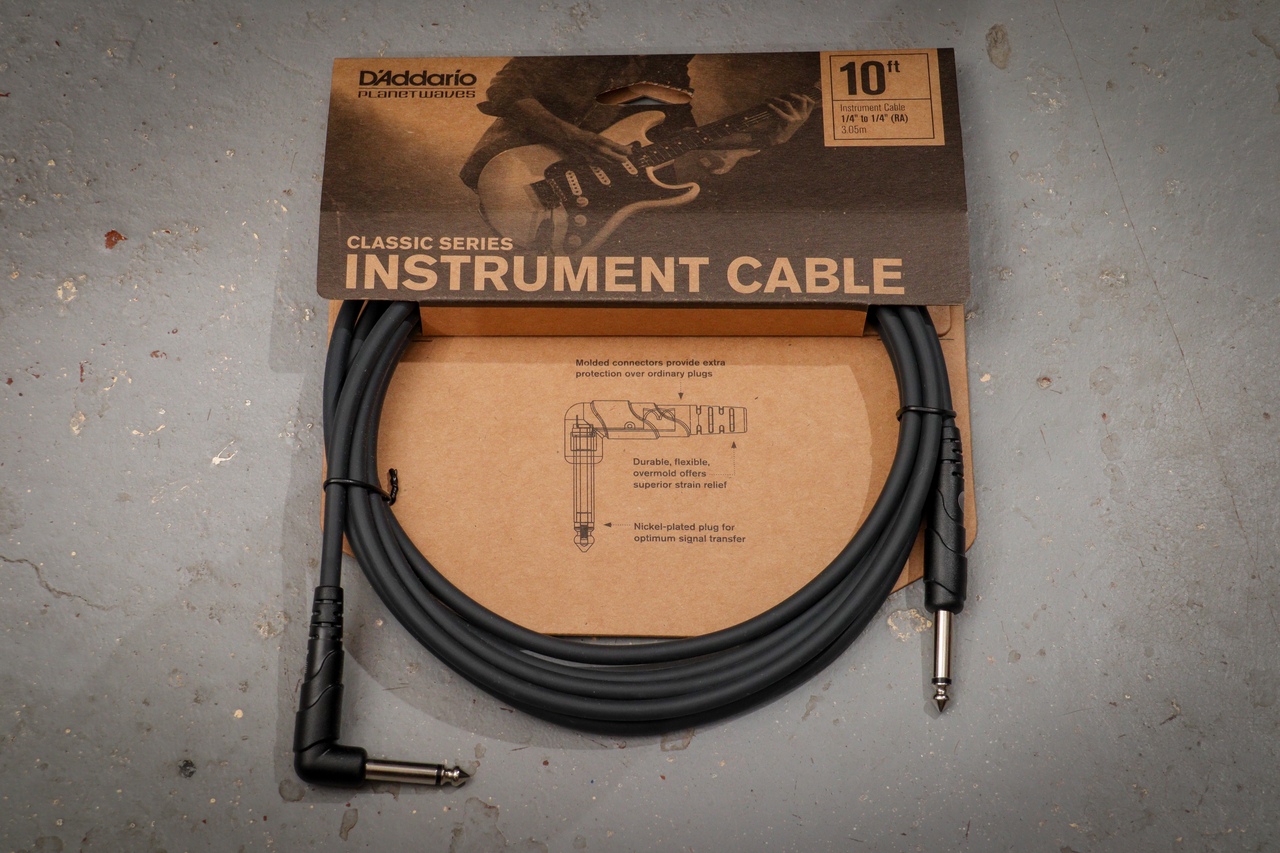 D'Addario
PLANET WAVES
10ft
Instrument Cable
1/4" to 1/4" (RA)
3.05m
CLASSIC SERIES
INSTRUMENT CABLE
Molded connectors provide extra
protection over ordinary plugs
Durable, flexible,
overmold offers
superior strain relief
Nickel-plated plug for
optimum signal transfer